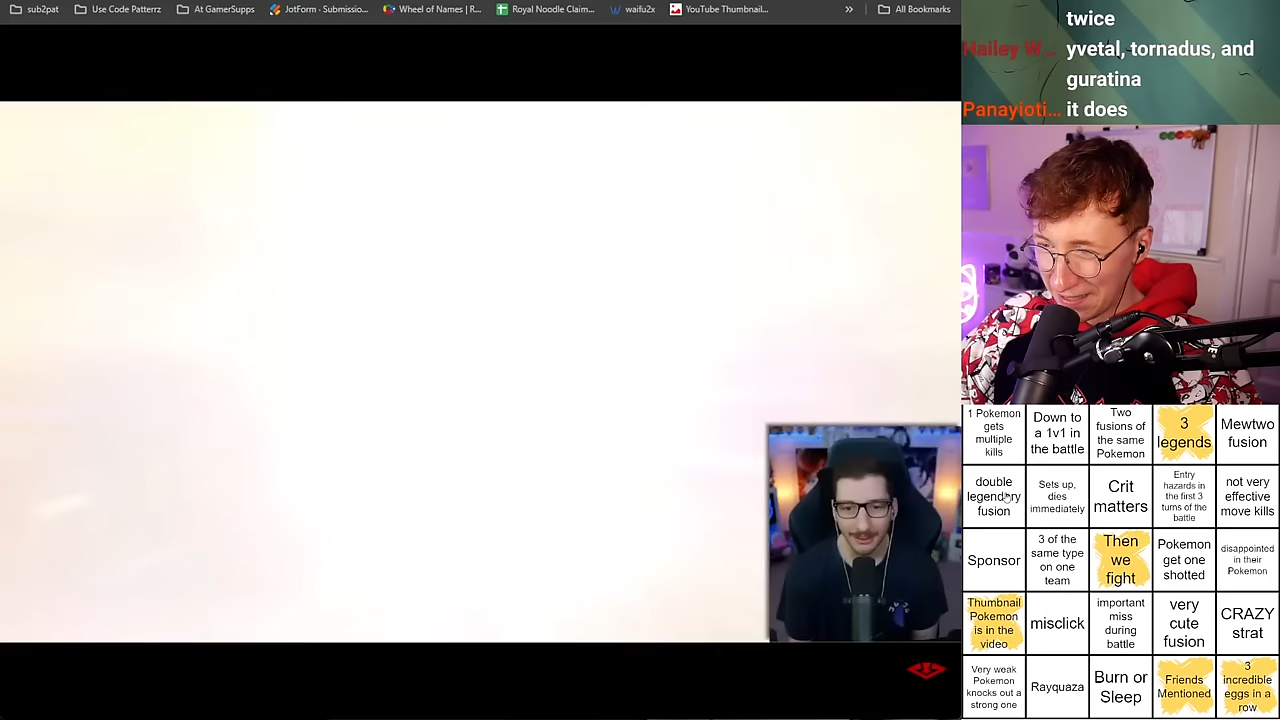 sub2pat
Use Code Patterrz
At GamerSupps
JotForm - Submissio...
Wheel of Names | R...
Royal Noodle Claim...
waifu2x
YouTube Thumbnail...
»
All Bookmarks
twice
Hailey W... yvetal, tornadus, and
guratina
Panayioti... it does
1 Pokemon
gets
multiple
kills
Down to
a 1v1 in
the battle
Two
fusions of
the same
Pokemon
3
legends
Mewtwo
fusion
double
legendary
fusion
Sets up,
dies
immediately
Crit
matters
Entry
hazards in
the first 3
turns of the
battle
not very
effective
move kills
Sponsor
3 of the
same type
on one
team
Then
we
fight
Pokemon
get one
shotted
disappointed
in their
Pokemon
Thumbnail
Pokemon
is in the
video
misclick
important
miss
during
battle
very
cute
fusion
CRAZY
strat
Very weak
Pokemon
knocks out a
strong one
Rayquaza
Burn or
Sleep
Friends
Mentioned
3
incredible
eggs in a
row